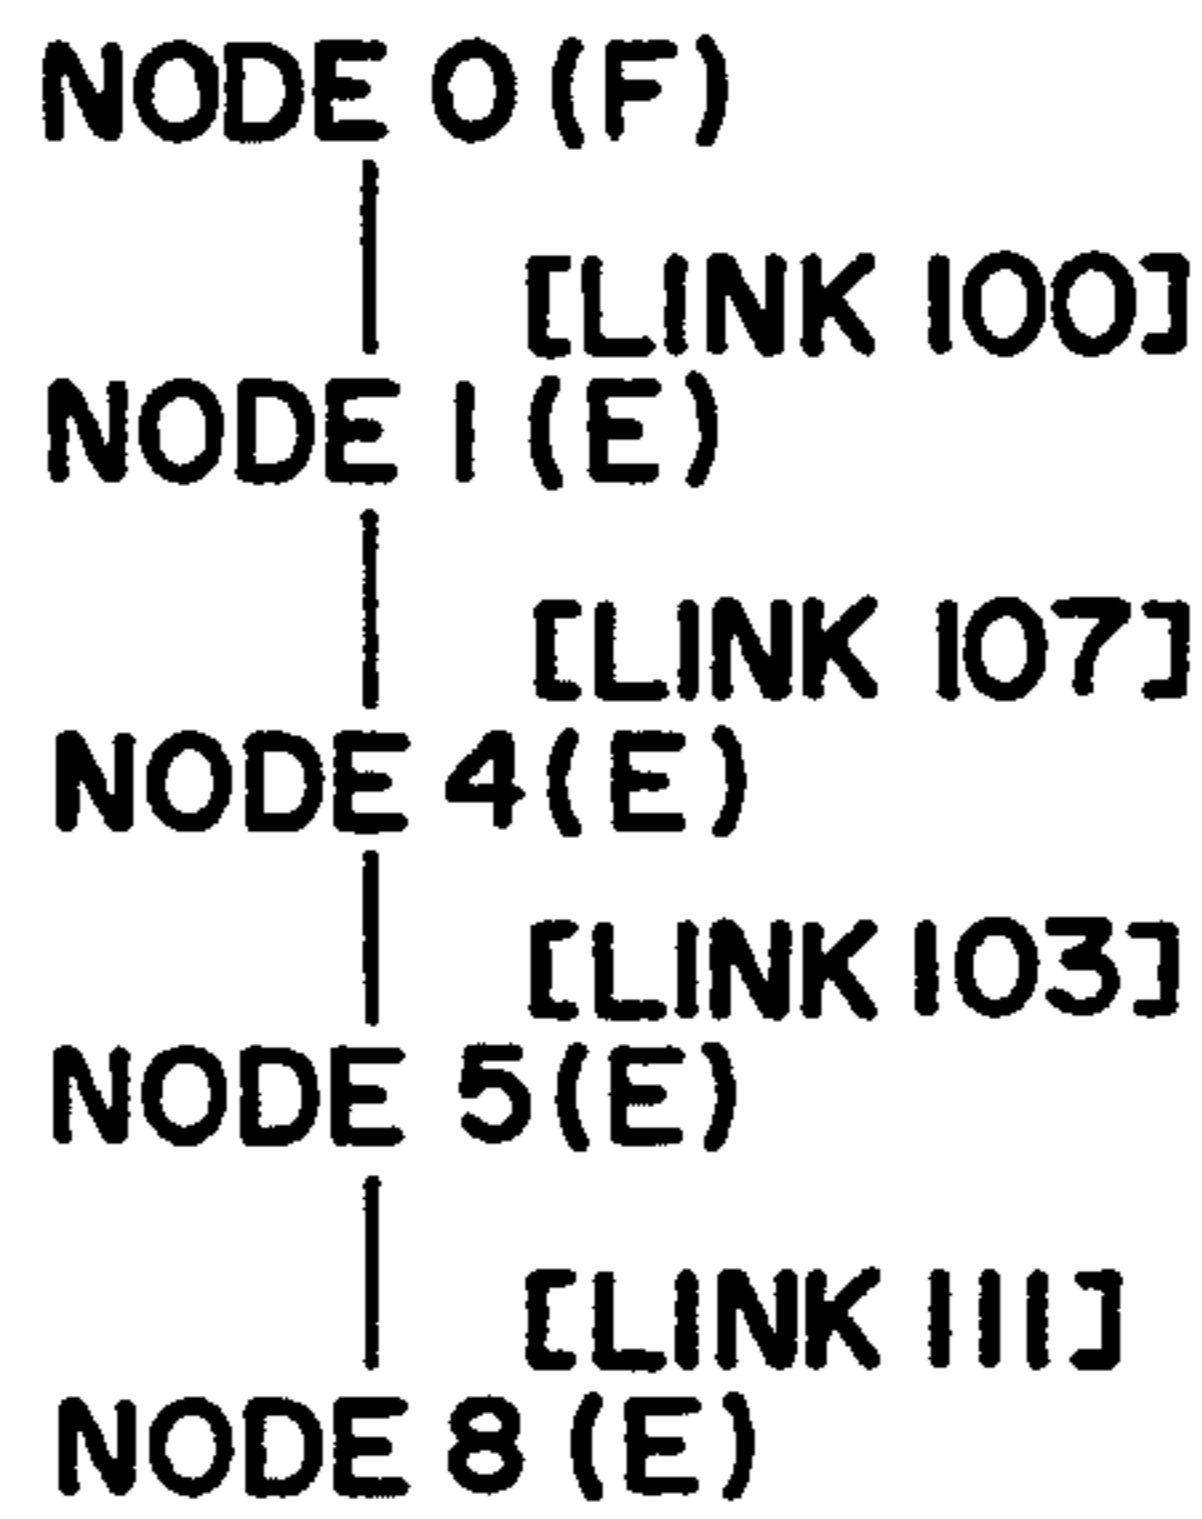 NODE 0 (F)
[LINK 100]
NODE 1 (E)
[LINK 107]
NODE 4 (E)
[LINK 103]
NODE 5 (E)
[LINK 111]
NODE 8 (E)